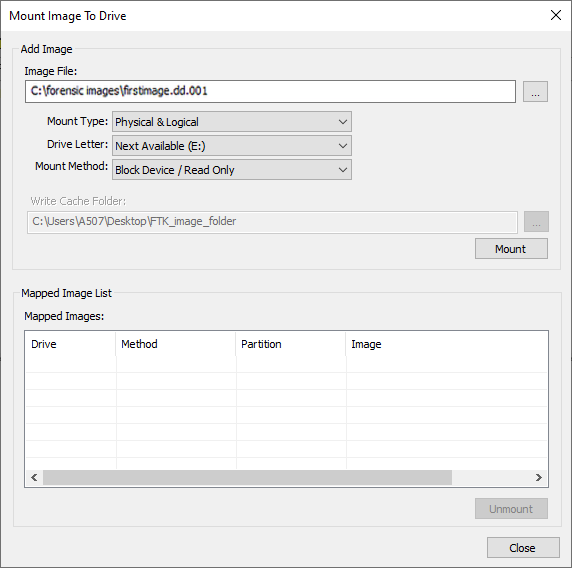 Mount Image To Drive
Add Image
Image File:
C:\forensic images\firstimage.dd.001
...
Mount Type: Physical & Logical
Drive Letter: Next Available (E:)
Mount Method: Block Device / Read Only
Write Cache Folder:
C:\Users\A507\Desktop\FTK_image_folder
...
Mount
Mapped Image List
Mapped Images:
Drive Method Partition Image
Unmount
Close